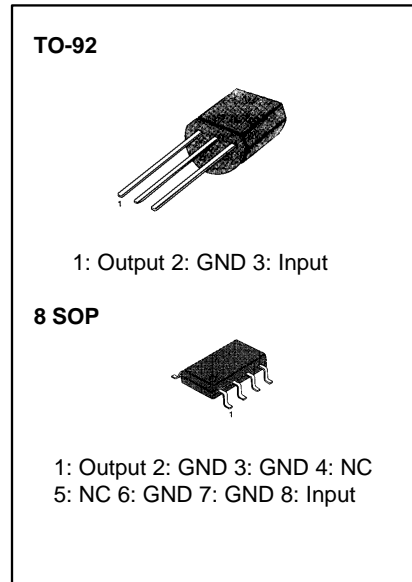 TO-92
1
1: Output 2: GND 3: Input
8 SOP
1
1: Output 2: GND 3: GND 4: NC
5: NC 6: GND 7: GND 8: Input